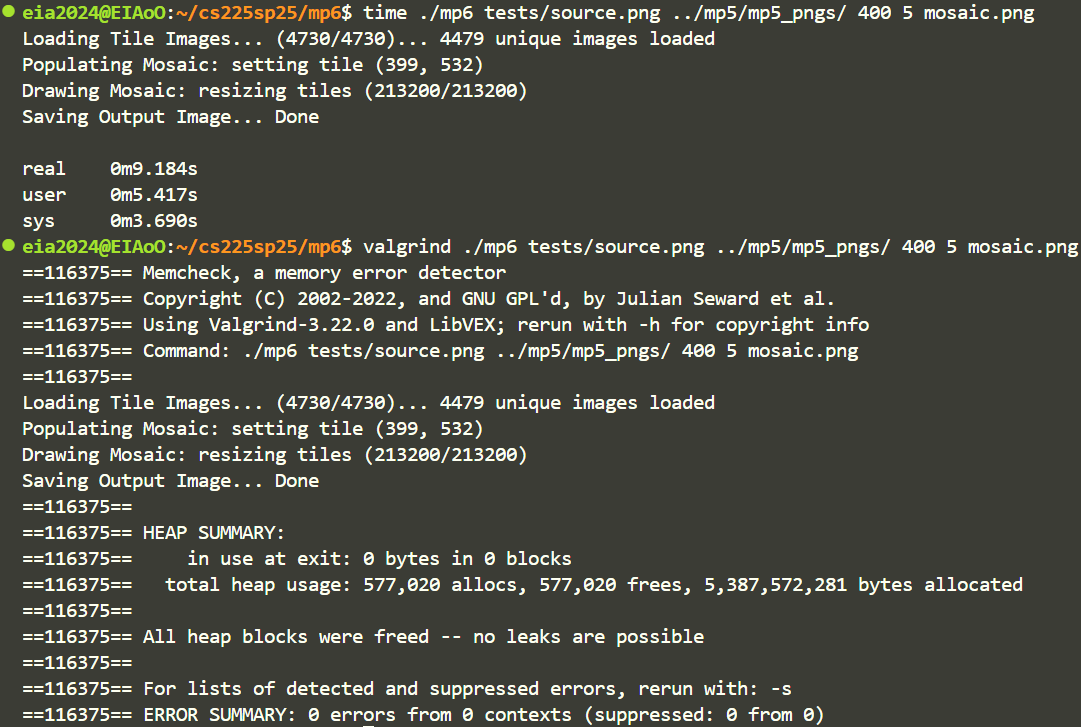 eia2024@EIAoO:~/cs225sp25/mp6$ time ./mp6 tests/source.png ../mp5/mp5_pngs/ 400 5 mosaic.png
Loading Tile Images... (4730/4730)... 4479 unique images loaded
Populating Mosaic: setting tile (399, 532)
Drawing Mosaic: resizing tiles (213200/213200)
Saving Output Image... Done
real    0m9.184s
user    0m5.417s
sys     0m3.690s
eia2024@EIAoO:~/cs225sp25/mp6$ valgrind ./mp6 tests/source.png ../mp5/mp5_pngs/ 400 5 mosaic.png
==116375== Memcheck, a memory error detector
==116375== Copyright (C) 2002-2022, and GNU GPL'd, by Julian Seward et al.
==116375== Using Valgrind-3.22.0 and LibVEX; rerun with -h for copyright info
==116375== Command: ./mp6 tests/source.png ../mp5/mp5_pngs/ 400 5 mosaic.png
==116375==
Loading Tile Images... (4730/4730)... 4479 unique images loaded
Populating Mosaic: setting tile (399, 532)
Drawing Mosaic: resizing tiles (213200/213200)
Saving Output Image... Done
==116375==
==116375== HEAP SUMMARY:
==116375==     in use at exit: 0 bytes in 0 blocks
==116375==   total heap usage: 577,020 allocs, 577,020 frees, 5,387,572,281 bytes allocated
==116375==
==116375== All heap blocks were freed -- no leaks are possible
==116375==
==116375== For lists of detected and suppressed errors, rerun with: -s
==116375== ERROR SUMMARY: 0 errors from 0 contexts (suppressed: 0 from 0)